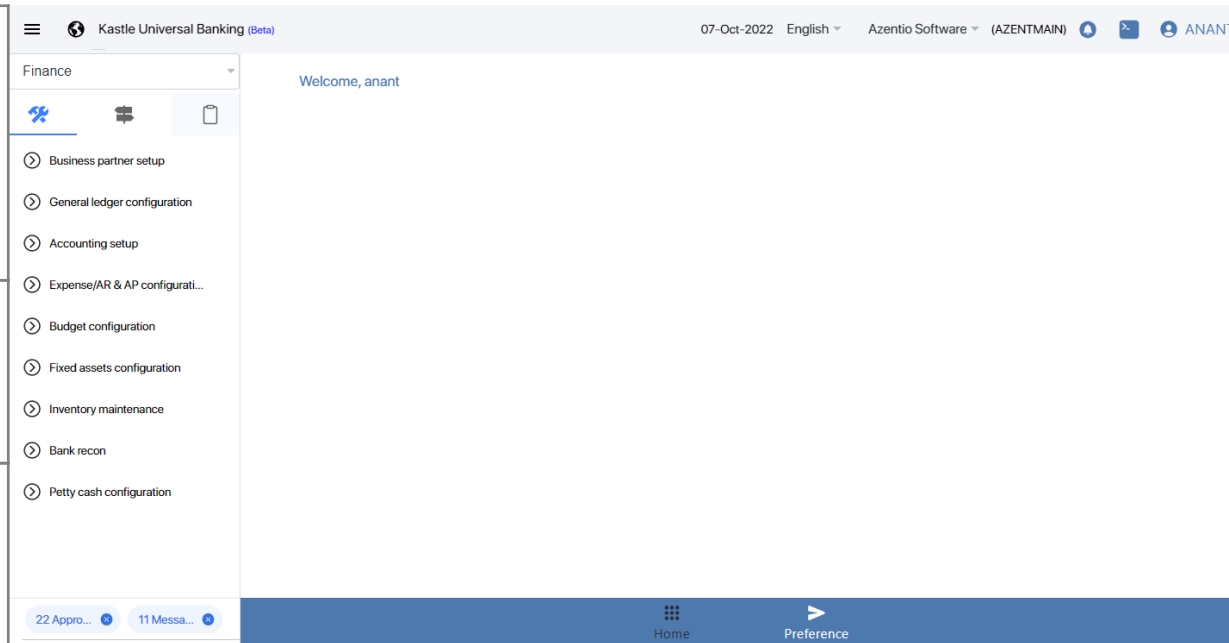 Kastle Universal Banking (Beta) 07-Oct-2022 English Azentio Software (AZENTMAIN) ANANT
Finance
Welcome, anant
Business partner setup
General ledger configuration
Accounting setup
Expense/AR & AP configurati...
Budget configuration
Fixed assets configuration
Inventory maintenance
Bank recon
Petty cash configuration
22 Appro... 11 Messa...
Home Preference